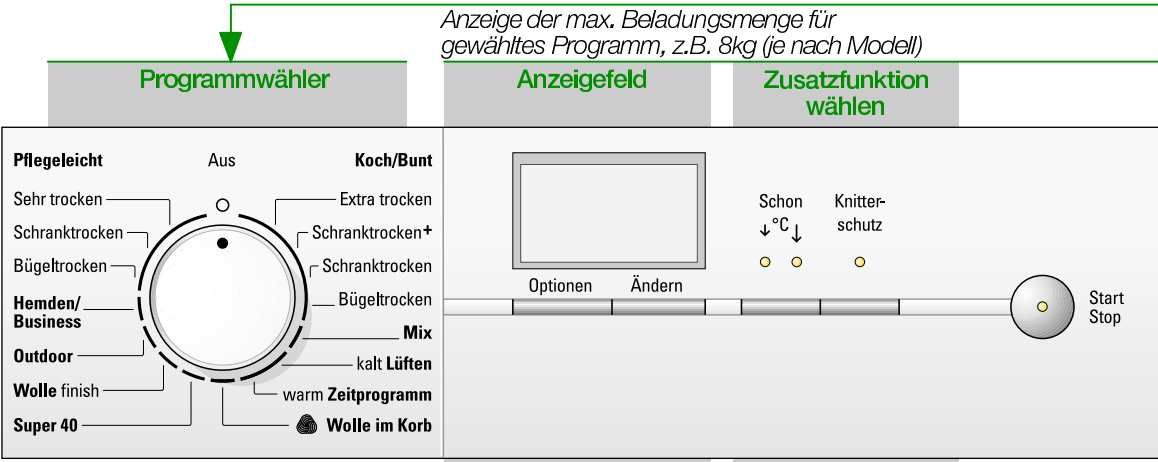 Anzeige der max. Beladungsmenge für
gewähltes Programm, z.B. 8kg (je nach Modell)
Programmwähler
Anzeigefeld
Zusatzfunktion
wählen
Pflegeleicht
Aus
Koch/Bunt
Sehr trocken
Extra trocken
Schranktrocken
Schranktrocken+
Bügeltrocken
Schranktrocken
Hemden/
Business
Bügeltrocken
Outdoor
Mix
Wolle finish
kalt Lüften
Super 40
warm Zeitprogramm
Wolle im Korb
Optionen
Ändern
Schon
°C
Knitter-
schutz
Start
Stop